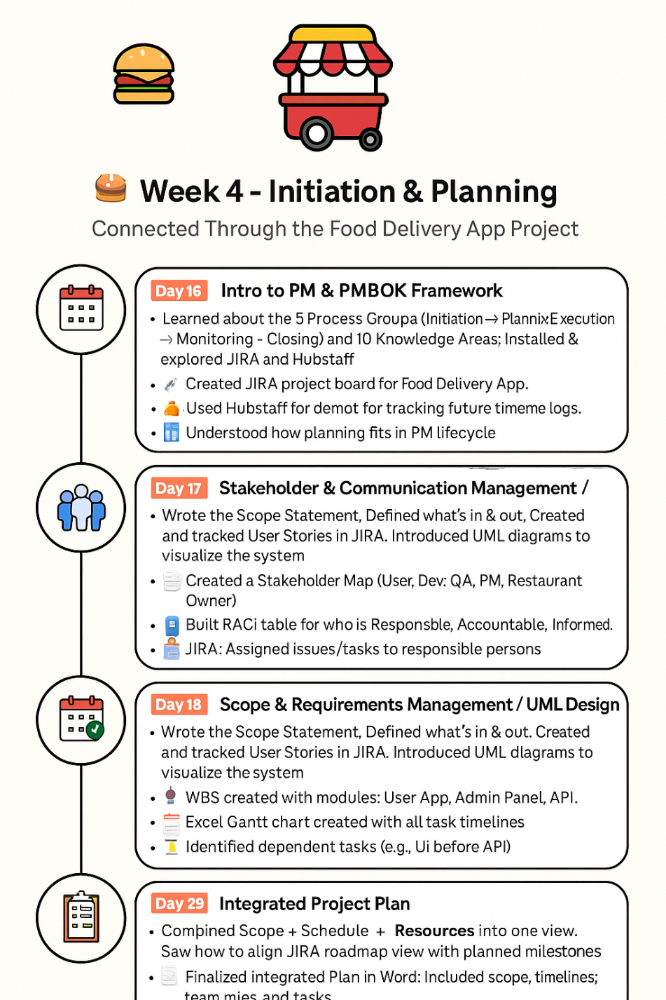 Week 4 - Initiation & Planning
Connected Through the Food Delivery App Project
Day 16 Intro to PM & PMBOK Framework
• Learned about the 5 Process Groupa (Initiation → PlannixExecution
→ Monitoring - Closing) and 10 Knowledge Areas; Installed &
explored JIRA and Hubstaff
• Created JIRA project board for Food Delivery App.
• Used Hubstaff for demot for tracking future timeme logs.
• Understood how planning fits in PM lifecycle
Day 17 Stakeholder & Communication Management /
• Wrote the Scope Statement, Defined what's in & out, Created
and tracked User Stories in JIRA. Introduced UML diagrams to
visualize the system
• Created a Stakeholder Map (User, Dev: QA, PM, Restaurant
Owner)
• Built RACi table for who is Responsble, Accountable, Informed.
• JIRA: Assigned issues/tasks to responsible persons
Day 18 Scope & Requirements Management / UML Design
• Wrote the Scope Statement, Defined what's in & out. Created
and tracked User Stories in JIRA. Introduced UML dlagrams to
visualize the system
• WBS created with modules: User App, Admin Panel, API.
• Excel Gantt chart created with all task timelines
• Identified dependent tasks (e.g., Ui before API)
Day 29 Integrated Project Plan
• Combined Scope + Schedule + Resources into one view.
Saw how to align JIRA roadmap view with planned milestones
• Finalized integrated Plan in Word: Included scope, timelines;
team mies, and tasks